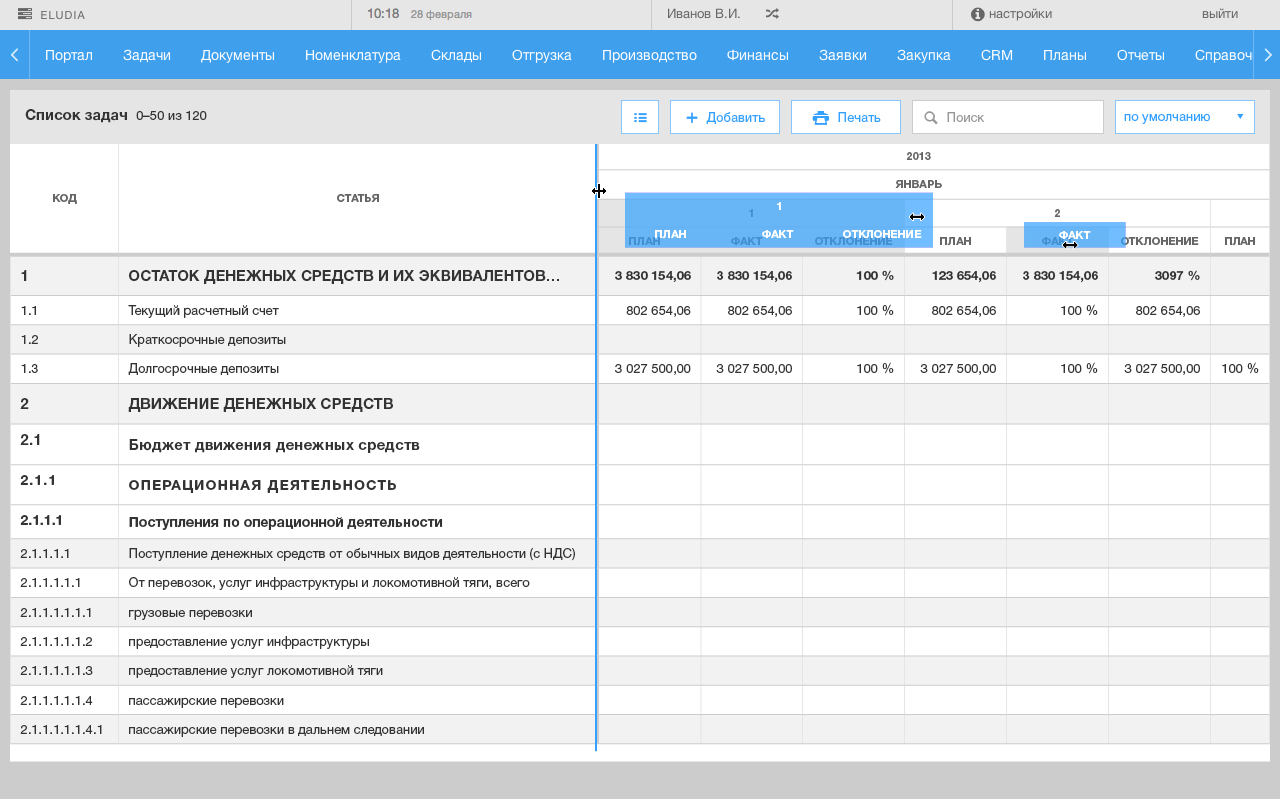 ELUDIA 10:18 28 февраля Иванов В.И. настройки выйти
Портал Задачи Документы Номенклатура Склады Отгрузка Производство Финансы Заявки Закупка CRM Планы Отчеты Справоч
Список задач 0–50 из 120 Добавить Печать Поиск по умолчанию
2013
КОД СТАТЬЯ ЯНВАРЬ
1
1 2
ПЛАН ФАКТ ОТКЛОНЕНИЕ ФАКТ
ПЛАН ФАКТ ОТКЛОНЕНИЕ ПЛАН ФАКТ ОТКЛОНЕНИЕ ПЛАН
1 ОСТАТОК ДЕНЕЖНЫХ СРЕДСТВ И ИХ ЭКВИВАЛЕНТОВ... 3 830 154,06 3 830 154,06 100 % 123 654,06 3 830 154,06 3097 %
1.1 Текущий расчетный счет 802 654,06 802 654,06 100 % 802 654,06 100 % 802 654,06
1.2 Краткосрочные депозиты
1.3 Долгосрочные депозиты 3 027 500,00 3 027 500,00 100 % 3 027 500,00 100 % 3 027 500,00 100 %
2 ДВИЖЕНИЕ ДЕНЕЖНЫХ СРЕДСТВ
2.1 Бюджет движения денежных средств
2.1.1 ОПЕРАЦИОННАЯ ДЕЯТЕЛЬНОСТЬ
2.1.1.1 Поступления по операционной деятельности
2.1.1.1.1 Поступление денежных средств от обычных видов деятельности (с НДС)
2.1.1.1.1.1 От перевозок, услуг инфраструктуры и локомотивной тяги, всего
2.1.1.1.1.1.1 грузовые перевозки
2.1.1.1.1.1.2 предоставление услуг инфраструктуры
2.1.1.1.1.1.3 предоставление услуг локомотивной тяги
2.1.1.1.1.1.4 пассажирские перевозки
2.1.1.1.1.1.4.1 пассажирские перевозки в дальнем следовании